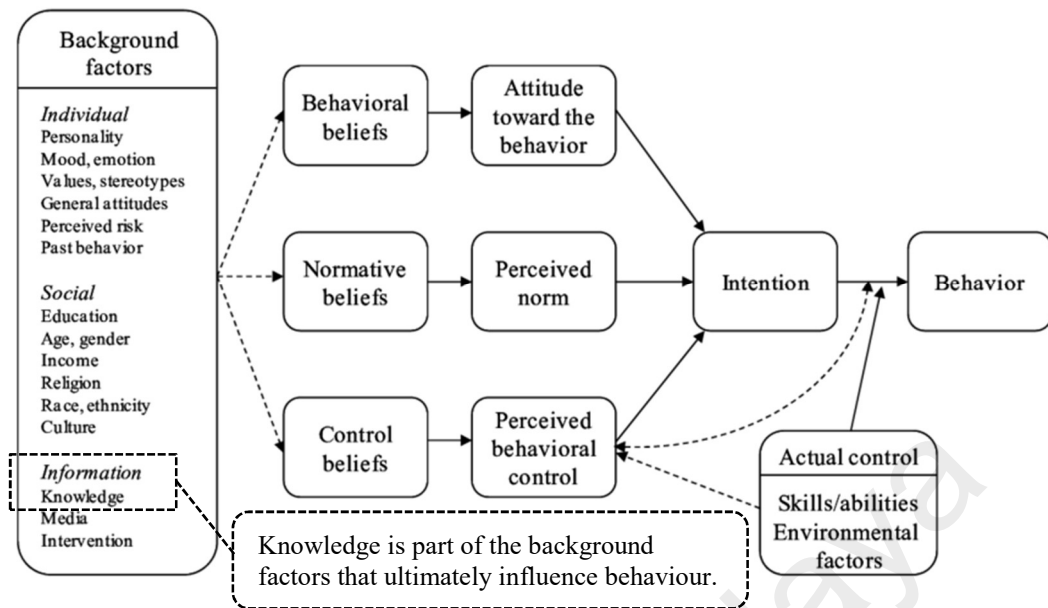 Background
factors
Individual
Personality
Mood, emotion
Values, stereotypes
General attitudes
Perceived risk
Past behavior
Social
Education
Age, gender
Income
Religion
Race, ethnicity
Culture
Information
Knowledge
Media
Intervention
Behavioral
beliefs
Attitude
toward the
behavior
Normative
beliefs
Perceived
norm
Intention
Behavior
Control
beliefs
Perceived
behavioral
control
Actual control
Skills/abilities
Environmental
factors
Knowledge is part of the background
factors that ultimately influence behaviour.
aya